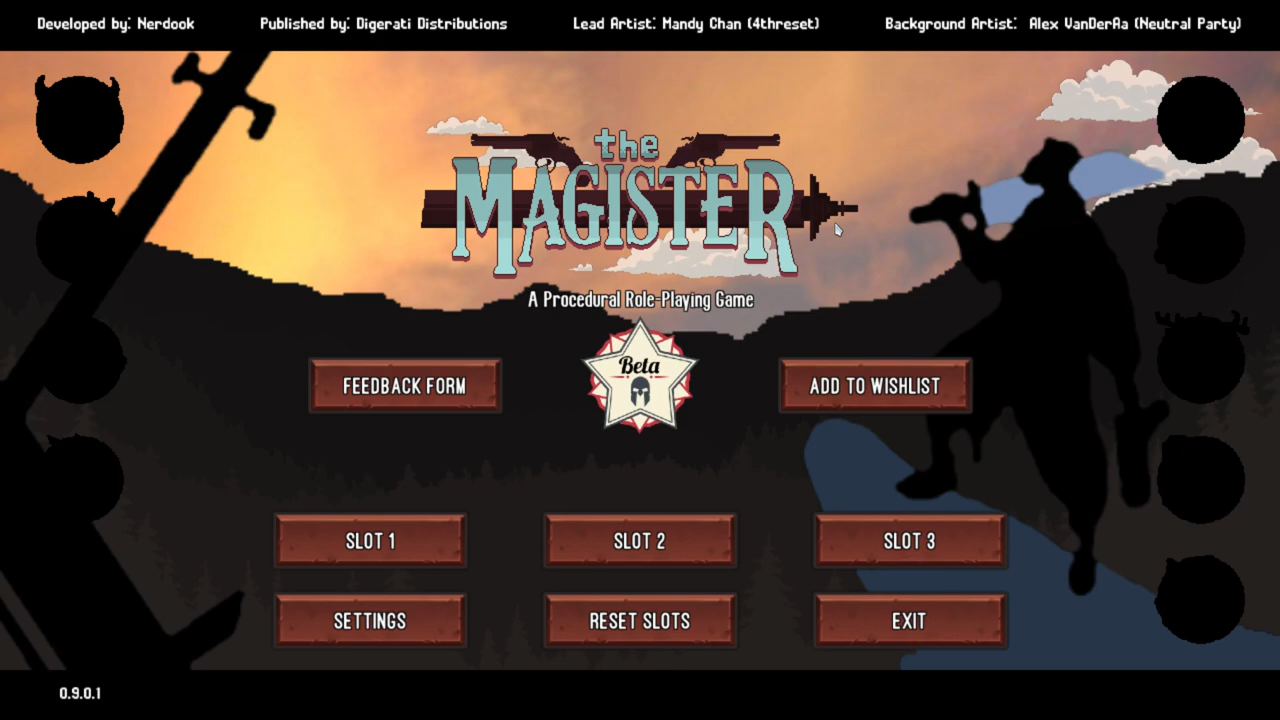 Developed by: Nerdook
Published by: Digerati Distributions
Lead Artist: Mandy Chan (4threset)
Background Artist: Alex VanDerAa (Neutral Party)
the
MAGISTER
A Procedural Role-Playing Game
Beta
FEEDBACK FORM
ADD TO WISHLIST
SLOT 1
SLOT 2
SLOT 3
SETTINGS
RESET SLOTS
EXIT
0.9.0.1